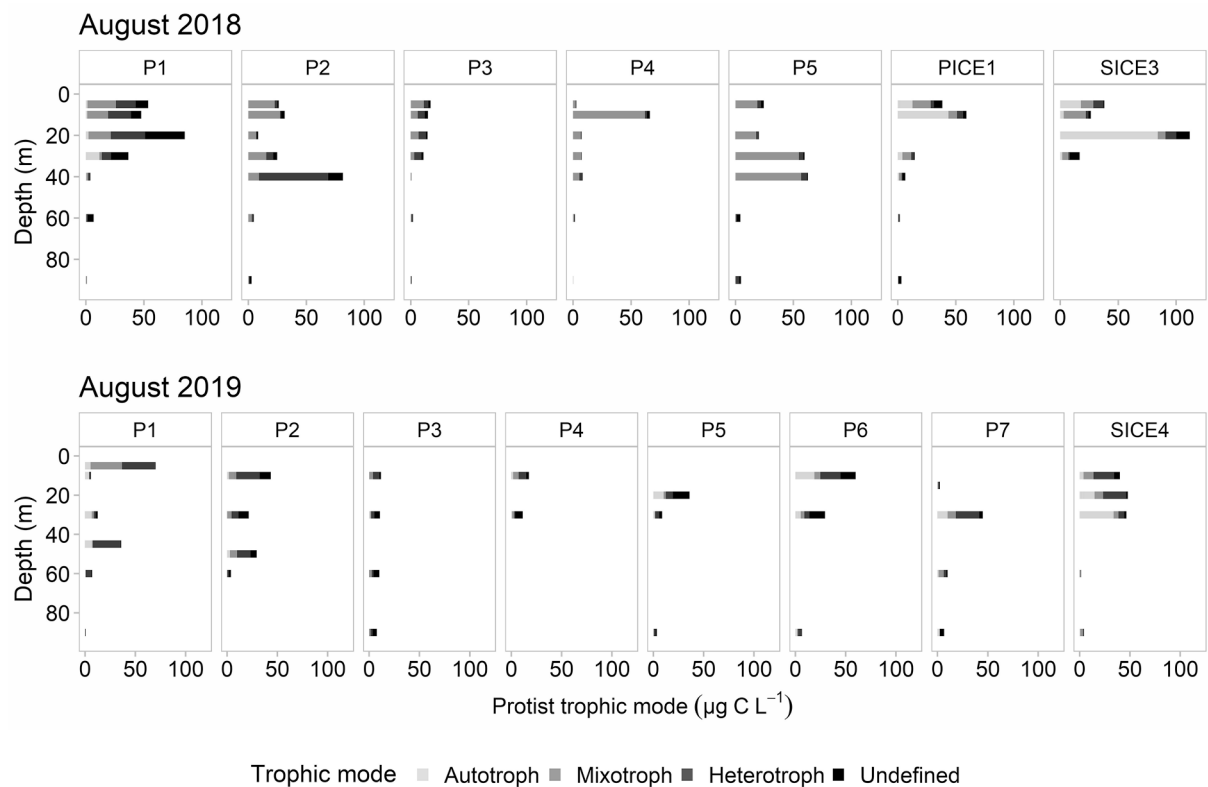 August 2018
P1 P2 P3 P4 P5 PICE1 SICE3
0
20
40
60
80
Depth (m)
0 50 100 0 50 100 0 50 100 0 50 100 0 50 100 0 50 100 0 50 100
August 2019
P1 P2 P3 P4 P5 P6 P7 SICE4
0
20
40
60
80
Depth (m)
0 50 100 0 50 100 0 50 100 0 50 100 0 50 100 0 50 100 0 50 100 0 50 100
Protist trophic mode (µg C L⁻¹)
Trophic mode Autotroph Mixotroph Heterotroph Undefined